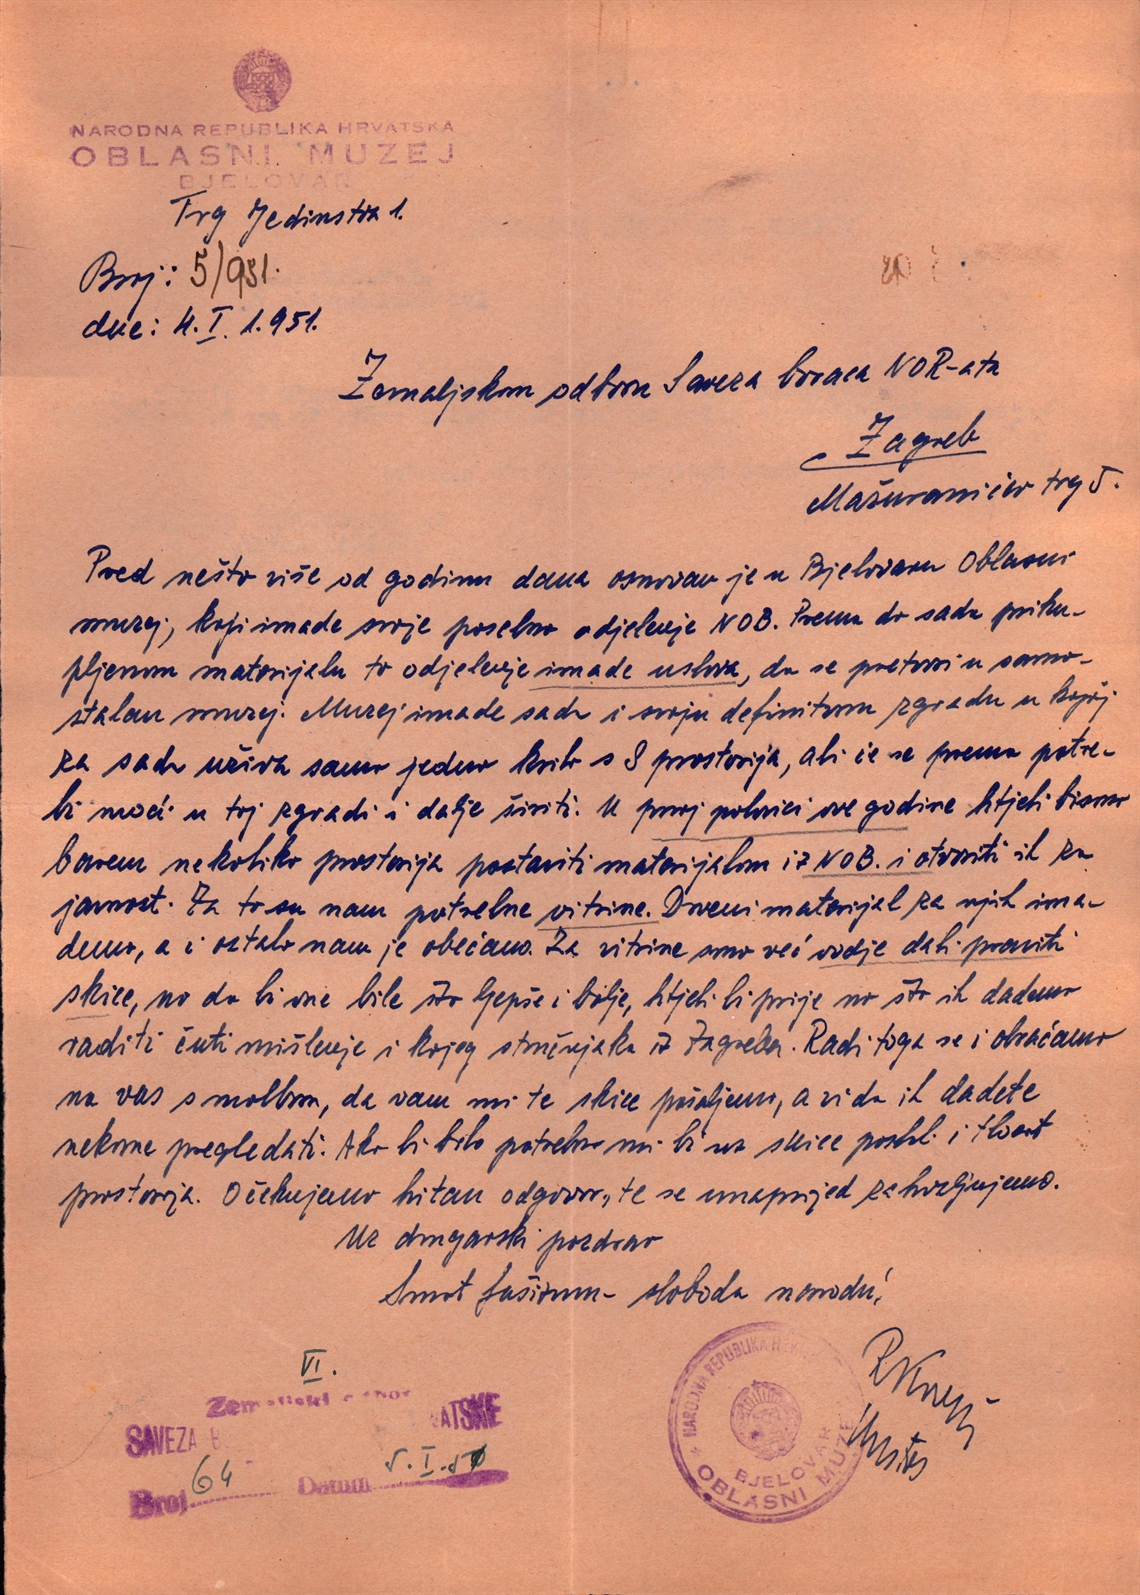 NARODNA REPUBLIKA HRVATSKA
OBLASNI MUZEJ
BJELOVAR
Trg Jedinstva 1.
Broj: 5/951.
dne: 4. I. 1.951.
Zemaljskom odboru Saveza boraca NOR-ata
Zagreb
Mažuranićev trg 5.
Pred nešto više od godinu dana osnovan je u Bjelovaru Oblasni
muzej, koji imade svoje posebno odjelenje NOB. Prema do sada priku-
pljenom materijalu to odjelenje imade uslova, da se pretvori u samo-
stalan muzej. Muzej imade sada i svoju definitivnu zgradu u kojoj
za sada uživa samo jedno krilo s 8 prostorija, ali će se prema potre-
bi moći u toj zgradi i dalje širiti. U prvoj polovici ove godine htjeli bismo
barem nekoliko prostorija postaviti materijalom iz NOB. i otvoriti ih za
javnost. Za to su nam potrebne vitrine. Drveni materijal za njih ima-
demo, a i ostalo nam je obećano. Za vitrine smo već ovdje dali praviti
skice, no da bi one bile što ljepše i bolje, htjeli bi prije no što ih dademo
raditi čuti mišlenje i kojeg stručnjaka iz Zagreba. Radi toga se i obraćamo
na vas s molbom, da vam mi te skice pošaljemo, a vi da ih dadete
nekome pregledati. Ako bi bilo potrebno mi bi uz skice poslali i tlocrt
prostorija. Očekujemo hitan odgovor, te se unaprijed zahvaljujemo.
Uz drugarski pozdrav
Smrt fašizmu - sloboda narodu!
VI.
Zemaljski odbor
SAVEZA B VATSKE
Broj 64 Datum 5. I. 51
NARODNA REPUBLIKA HRVATSKA
BJELOVAR
OBLASNI MUZEJ